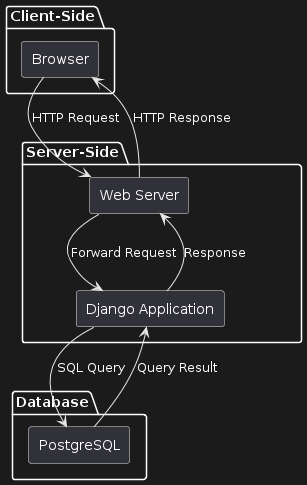 Client-Side
Browser
HTTP Request
HTTP Response
Server-Side
Web Server
Forward Request
Response
Django Application
SQL Query
Query Result
Database
PostgreSQL